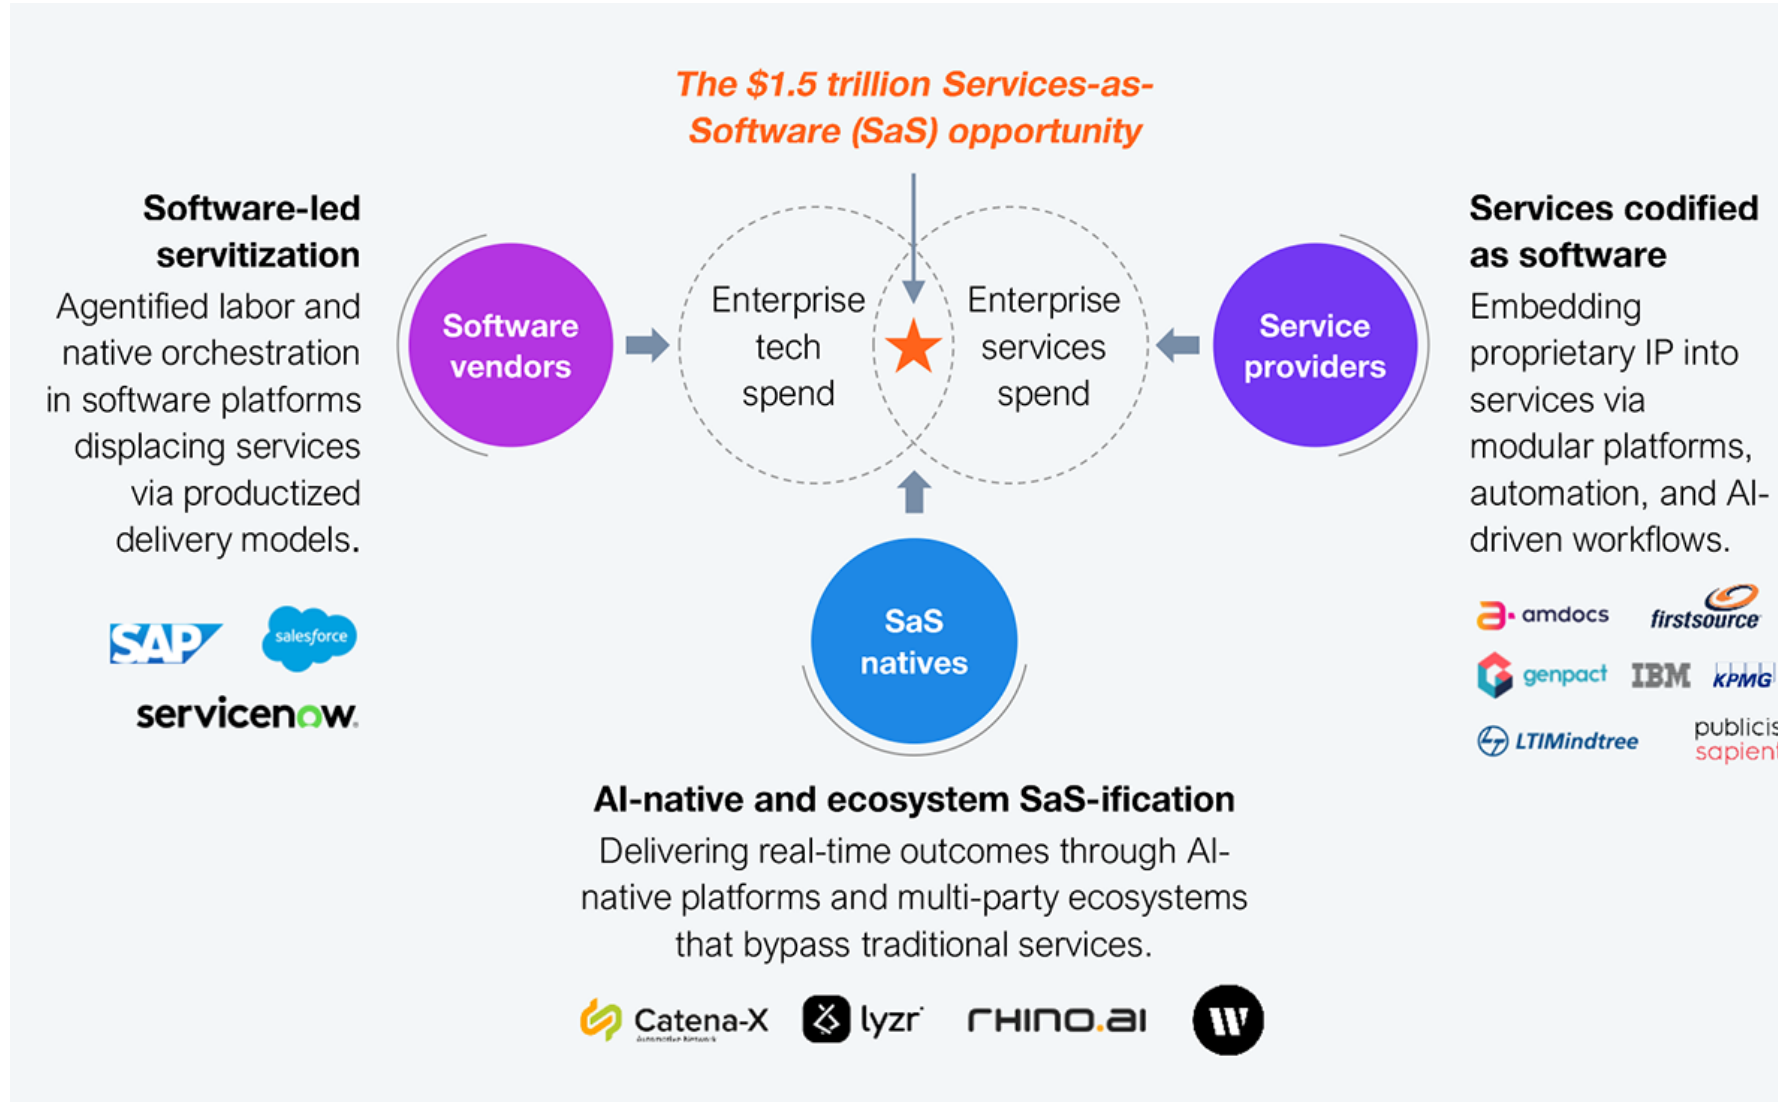 The $1.5 trillion Services-as-
Software (SaS) opportunity
Software-led
servitization
Agentified labor and
native orchestration
in software platforms
displacing services
via productized
delivery models.
SAP
salesforce
servicenow
Software
vendors
Enterprise
tech
spend
Enterprise
services
spend
Service
providers
Services codified
as software
Embedding
proprietary IP into
services via
modular platforms,
automation, and AI-
driven workflows.
a. amdocs
firstsource
genpact
IBM
KPMG
LTIMindtree
publicis
sapient
SaS
natives
AI-native and ecosystem SaS-ification
Delivering real-time outcomes through AI-
native platforms and multi-party ecosystems
that bypass traditional services.
Catena-X
Automotive Network
lyzr
rhino.ai
W